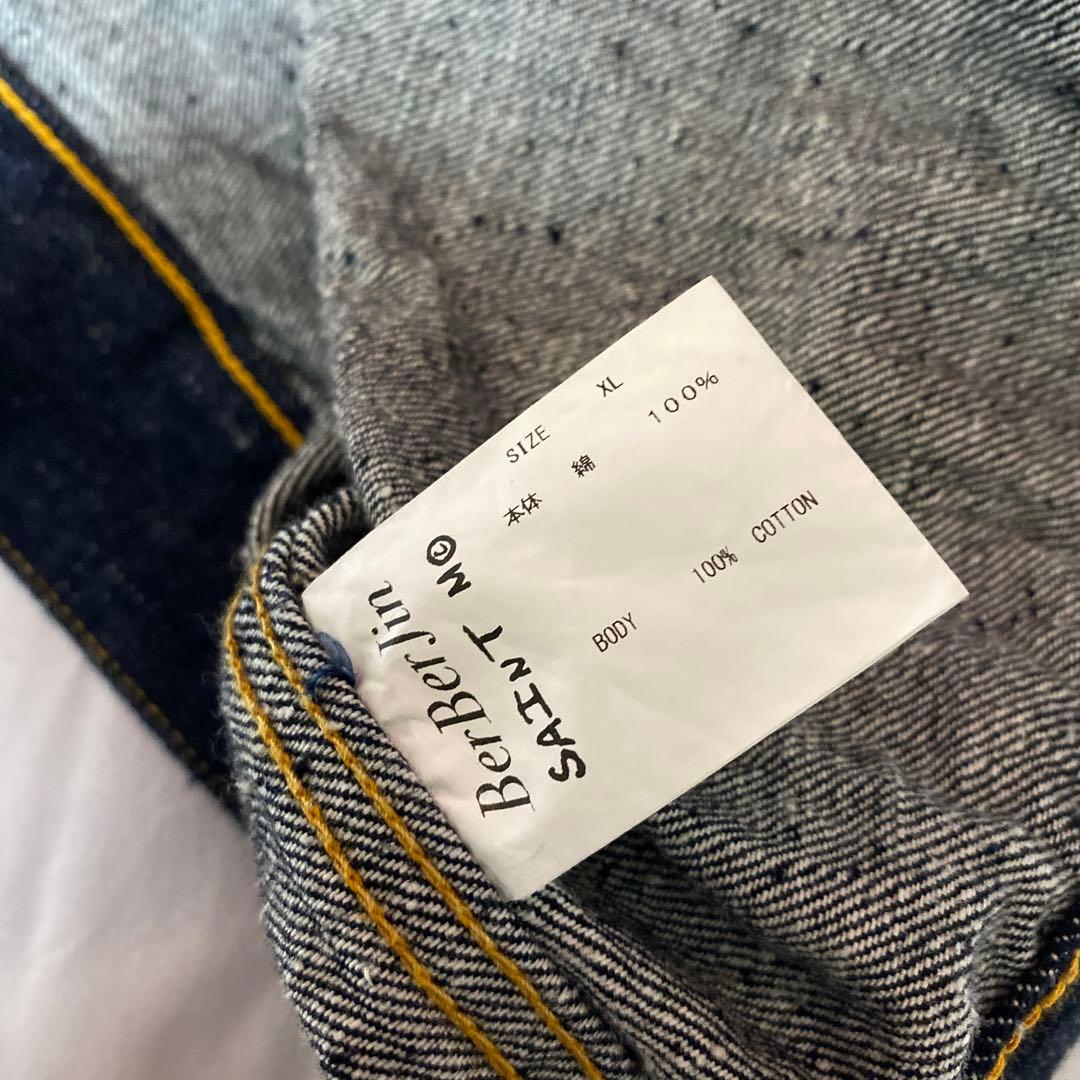 BerBerJin
SAINT M
SIZE XL
本体 綿 100%
BODY 100% COTTON